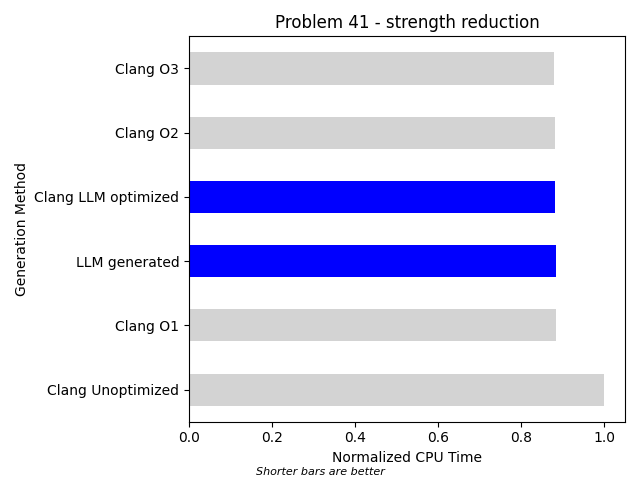 Problem 41 - strength reduction
Generation Method
Clang O3
Clang O2
Clang LLM optimized
LLM generated
Clang O1
Clang Unoptimized
0.0 0.2 0.4 0.6 0.8 1.0
Normalized CPU Time
Shorter bars are better